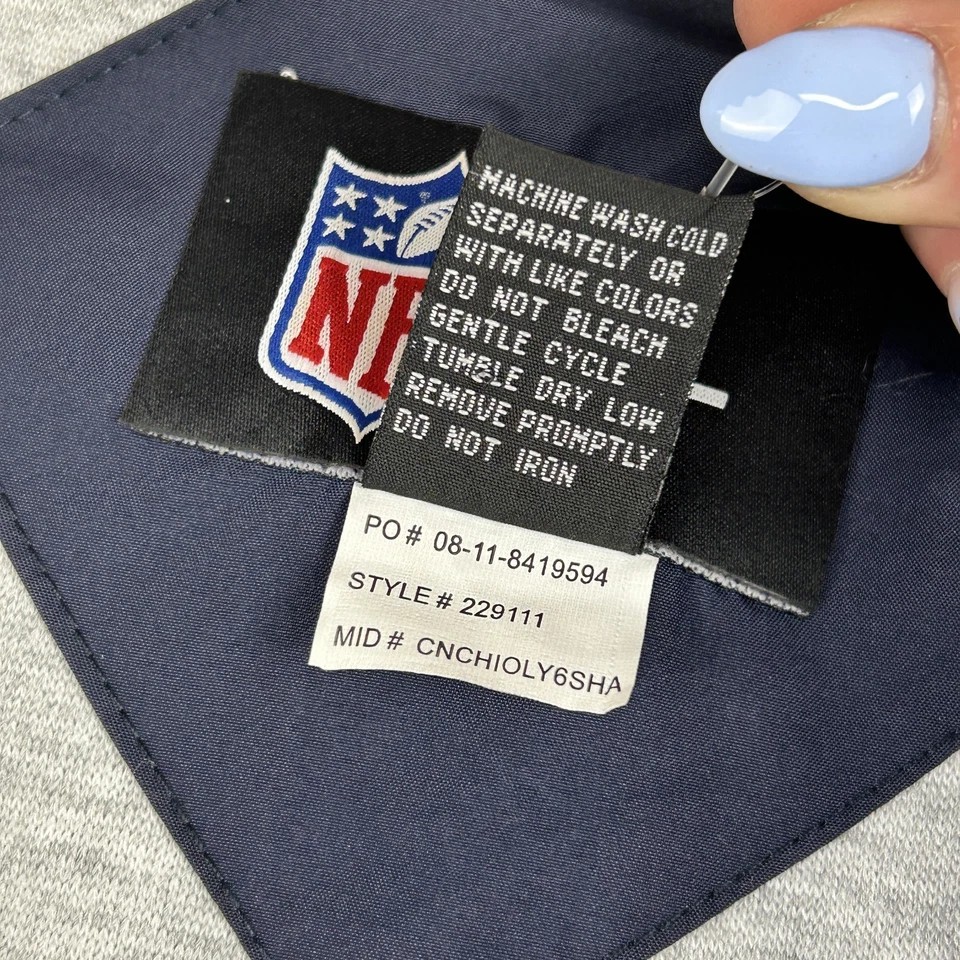 NF
MACHINE WASH COLD
SEPARATELY OR
WITH LIKE COLORS
DO NOT BLEACH
GENTLE CYCLE
TUMBLE DRY LOW
REMOVE PROMPTLY
DO NOT IRON
PO# 08-11-8419594
STYLE# 229111
MID# CNCHIOLY6SHA